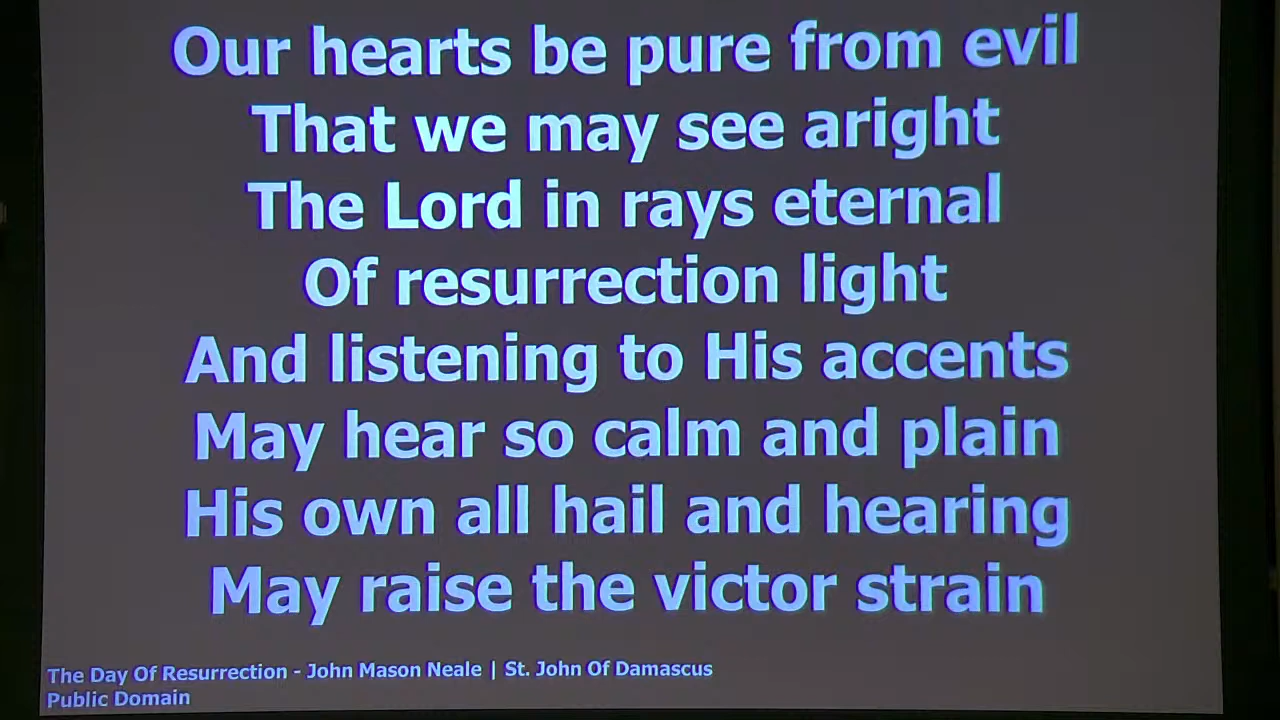 Our hearts be pure from evil
That we may see aright
The Lord in rays eternal
Of resurrection light
And listening to His accents
May hear so calm and plain
His own all hail and hearing
May raise the victor strain
The Day Of Resurrection - John Mason Neale | St. John Of Damascus
Public Domain